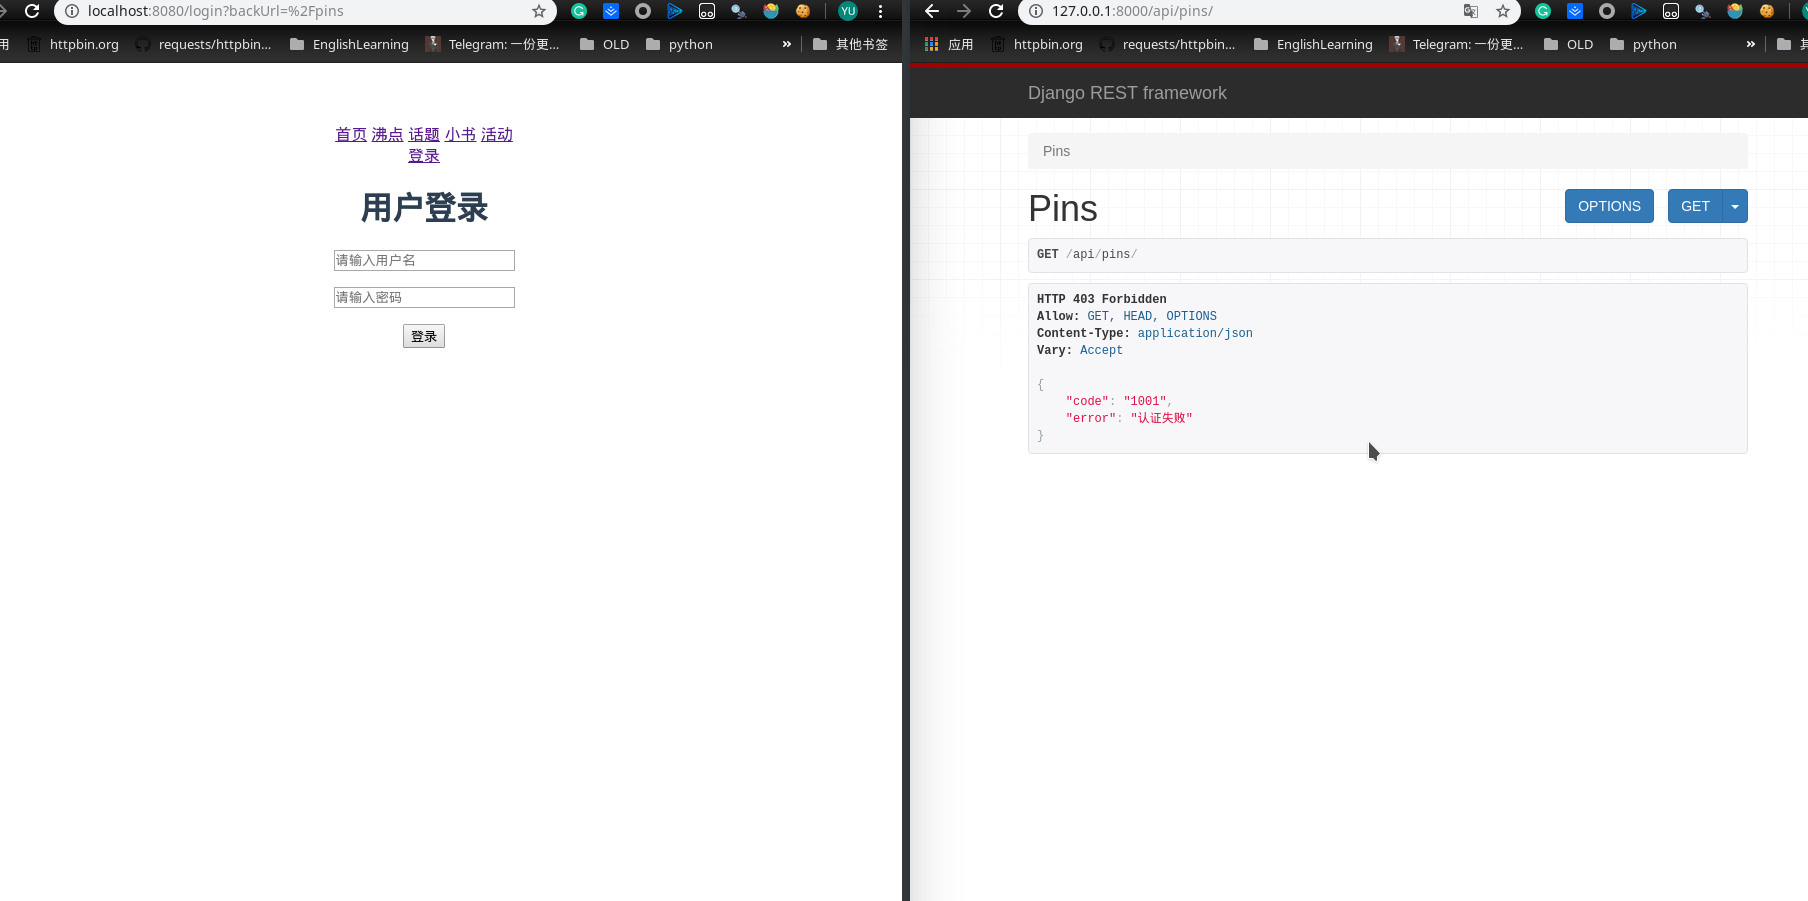 localhost:8080/login?backUrl=%2Fpins
YU
用 httpbin.org requests/httpbin... EnglishLearning Telegram: 一份更... OLD python » 其他书签
首页 沸点 话题 小书 活动
登录
用户登录
请输入用户名
请输入密码
登录
127.0.0.1:8000/api/pins/
应用 httpbin.org requests/httpbin... EnglishLearning Telegram: 一份更... OLD python »
Django REST framework
Pins
Pins
OPTIONS GET
GET /api/pins/
HTTP 403 Forbidden
Allow: GET, HEAD, OPTIONS
Content-Type: application/json
Vary: Accept
{
"code": "1001",
"error": "认证失败"
}